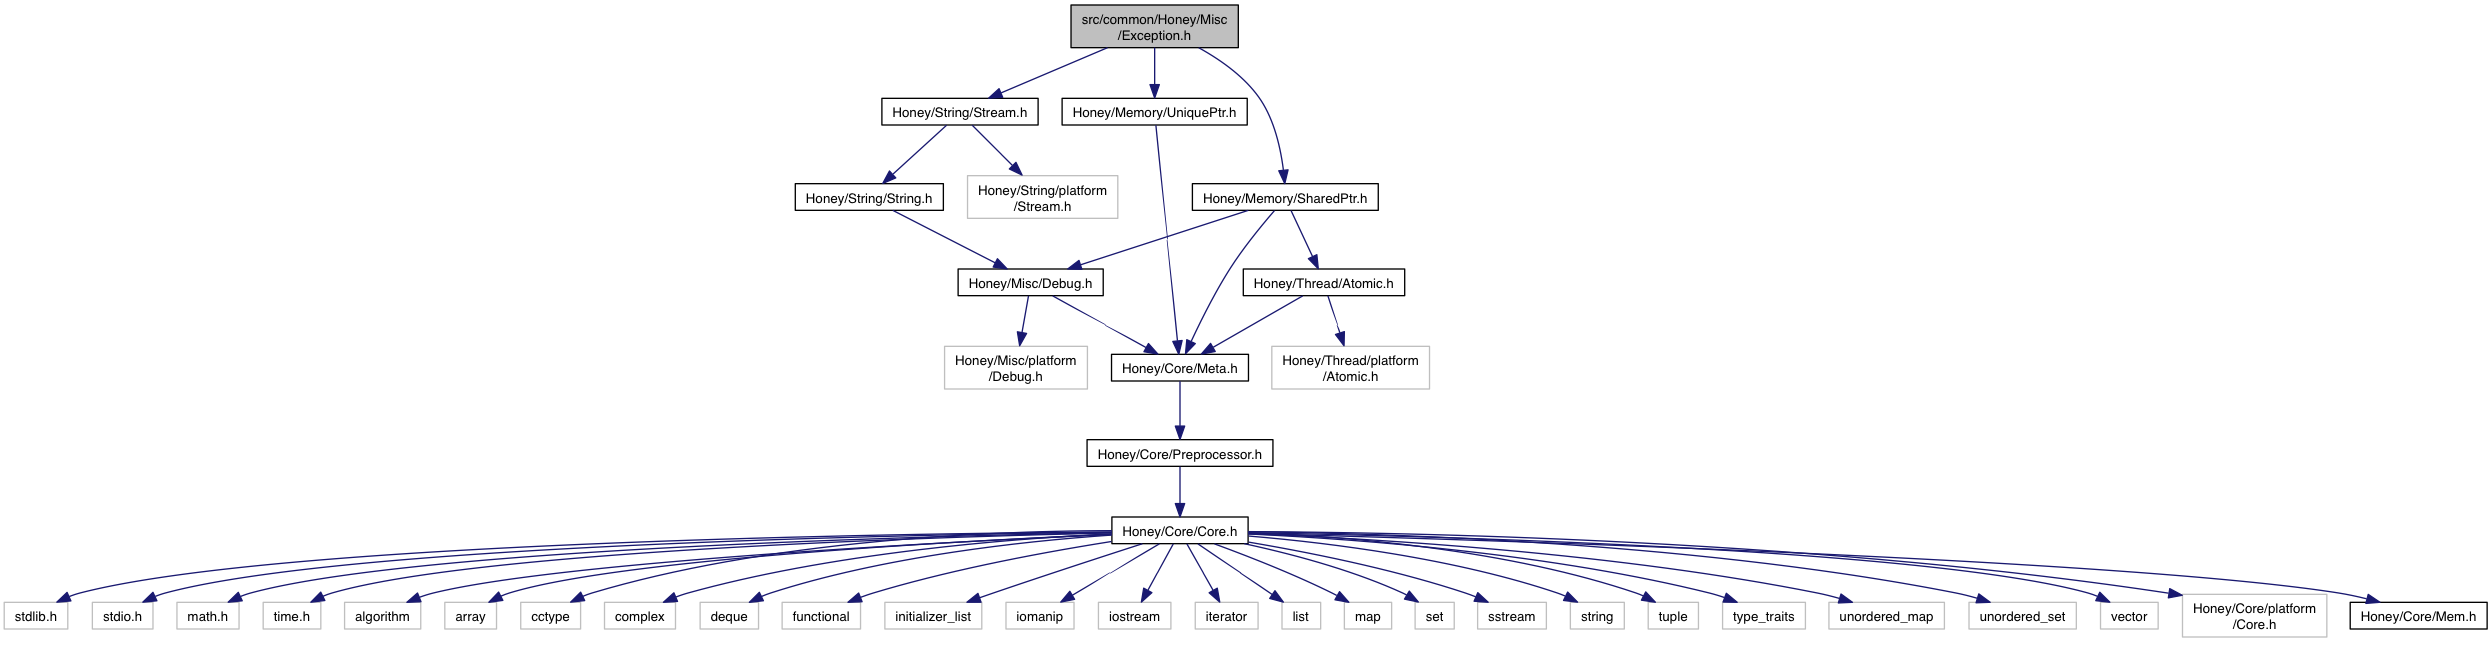 src/common/Honey/Misc
/Exception.h
Honey/String/Stream.h
Honey/Memory/UniquePtr.h
Honey/String/String.h
Honey/String/platform
/Stream.h
Honey/Memory/SharedPtr.h
Honey/Misc/Debug.h
Honey/Thread/Atomic.h
Honey/Misc/platform
/Debug.h
Honey/Core/Meta.h
Honey/Thread/platform
/Atomic.h
Honey/Core/Preprocessor.h
Honey/Core/Core.h
stdlib.h
stdio.h
math.h
time.h
algorithm
array
cctype
complex
deque
functional
initializer_list
iomanip
iostream
iterator
list
map
set
sstream
string
tuple
type_traits
unordered_map
unordered_set
vector
Honey/Core/platform
/Core.h
Honey/Core/Mem.h